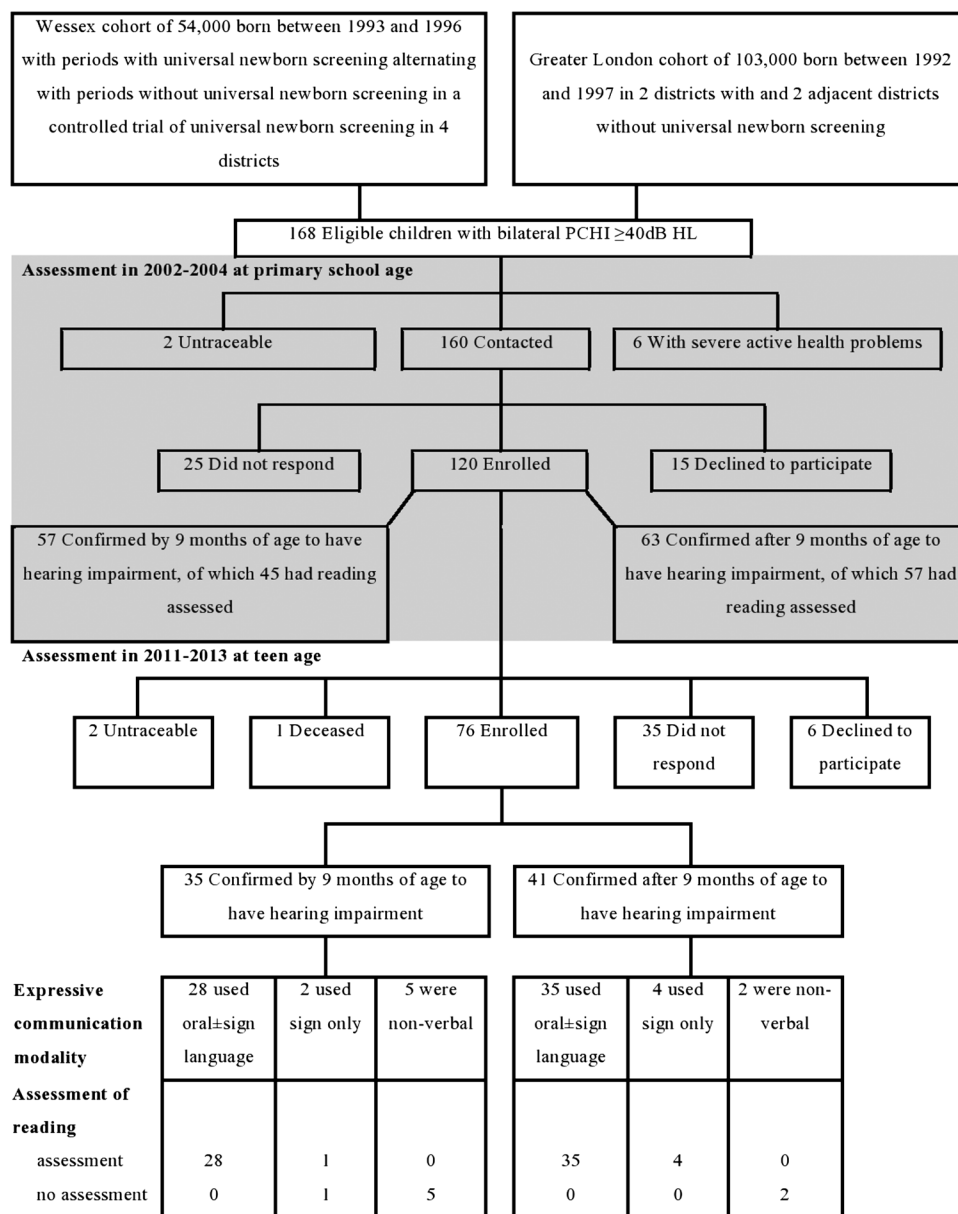 Wessex cohort of 54,000 born between 1993 and 1996
with periods with universal newborn screening alternating
with periods without universal newborn screening in a
controlled trial of universal newborn screening in 4
districts
Greater London cohort of 103,000 born between 1992
and 1997 in 2 districts with and 2 adjacent districts
without universal newborn screening
168 Eligible children with bilateral PCHI ≥40dB HL
Assessment in 2002-2004 at primary school age
2 Untraceable
160 Contacted
6 With severe active health problems
25 Did not respond
120 Enrolled
15 Declined to participate
57 Confirmed by 9 months of age to have
hearing impairment, of which 45 had reading
assessed
63 Confirmed after 9 months of age to
have hearing impairment, of which 57 had
reading assessed
Assessment in 2011-2013 at teen age
2 Untraceable
1 Deceased
76 Enrolled
35 Did not
respond
6 Declined to
participate
35 Confirmed by 9 months of age to
have hearing impairment
41 Confirmed after 9 months of age to
have hearing impairment
Expressive
communication
modality
28 used
oral±sign
language
2 used
sign only
5 were
non-verbal
35 used
oral±sign
language
4 used
sign only
2 were non-
verbal
Assessment of
reading
assessment 28 1 0 35 4 0
no assessment 0 1 5 0 0 2